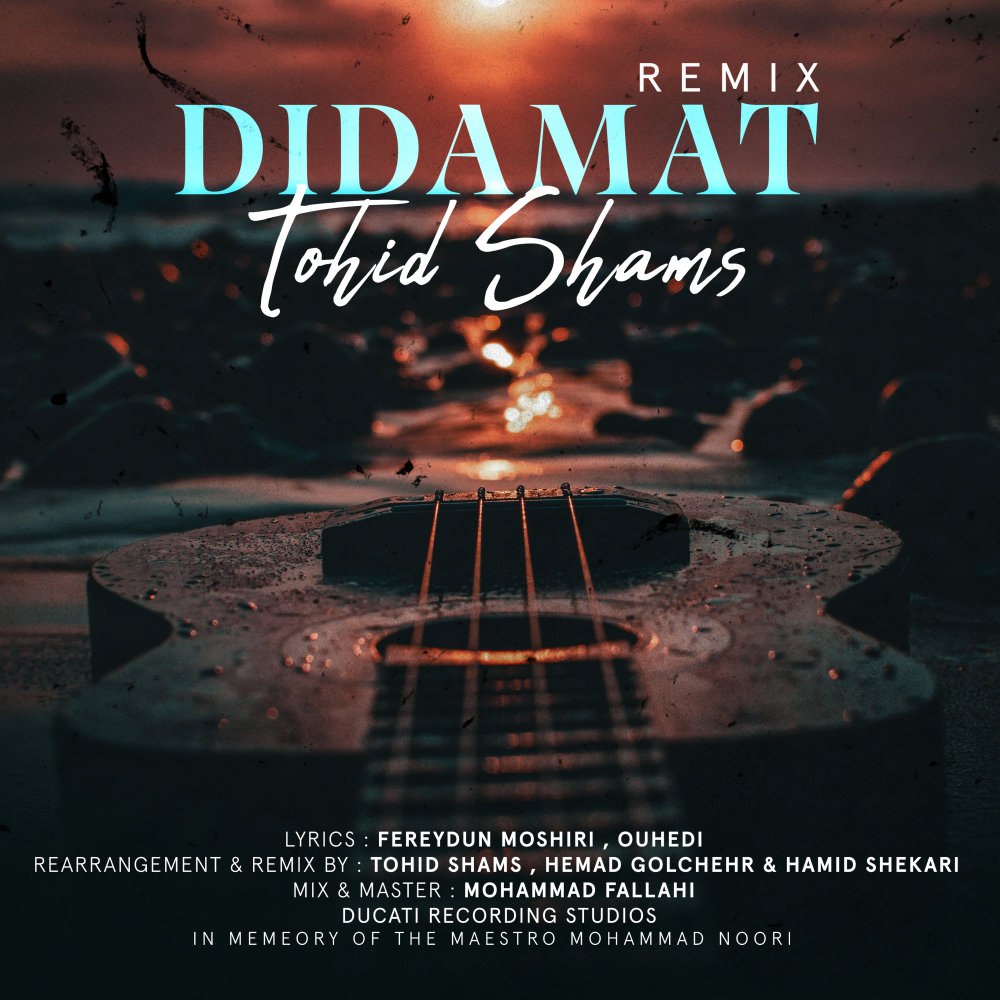 REMIX
DIDAMAT
Tohid Shams
LYRICS : FEREYDUN MOSHIRI , OUHEDI
REARRANGEMENT & REMIX BY : TOHID SHAMS , HEMAD GOLCHEHR & HAMID SHEKARI
MIX & MASTER : MOHAMMAD FALLAHI
DUCATI RECORDING STUDIOS
IN MEMEORY OF THE MAESTRO MOHAMMAD NOORI